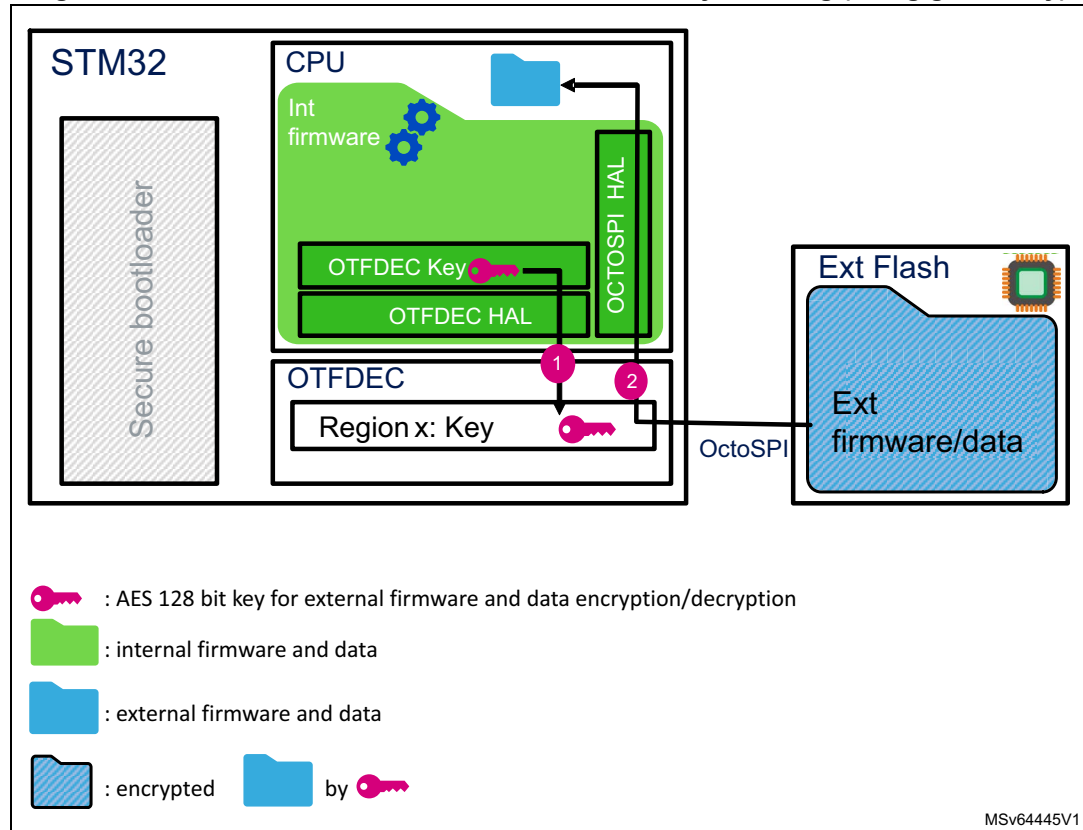 STM32
CPU
Int
firmware
Secure bootloader
OCTOSPI HAL
OTFDEC Key
OTFDEC HAL
1
2
OTFDEC
Region x: Key
OctoSPI
Ext Flash
Ext
firmware/data
: AES 128 bit key for external firmware and data encryption/decryption
: internal firmware and data
: external firmware and data
: encrypted by
MSv64445V1